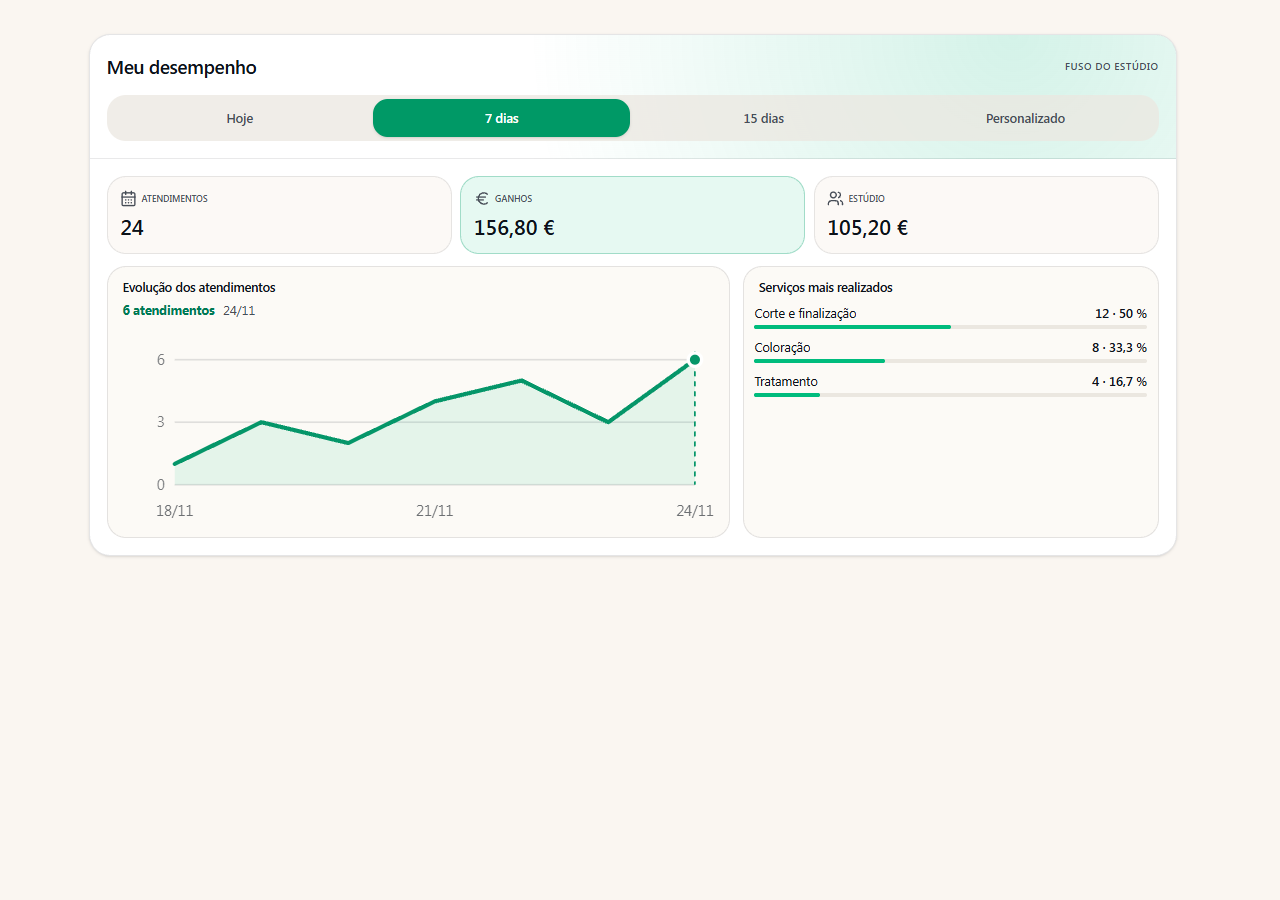 Meu desempenho
FUSO DO ESTÚDIO
Hoje
7 dias
15 dias
Personalizado
ATENDIMENTOS
24
GANHOS
156,80 €
ESTÚDIO
105,20 €
Evolução dos atendimentos
6 atendimentos 24/11
6
3
0
18/11
21/11
24/11
Serviços mais realizados
Corte e finalização 12 · 50 %
Coloração 8 · 33,3 %
Tratamento 4 · 16,7 %